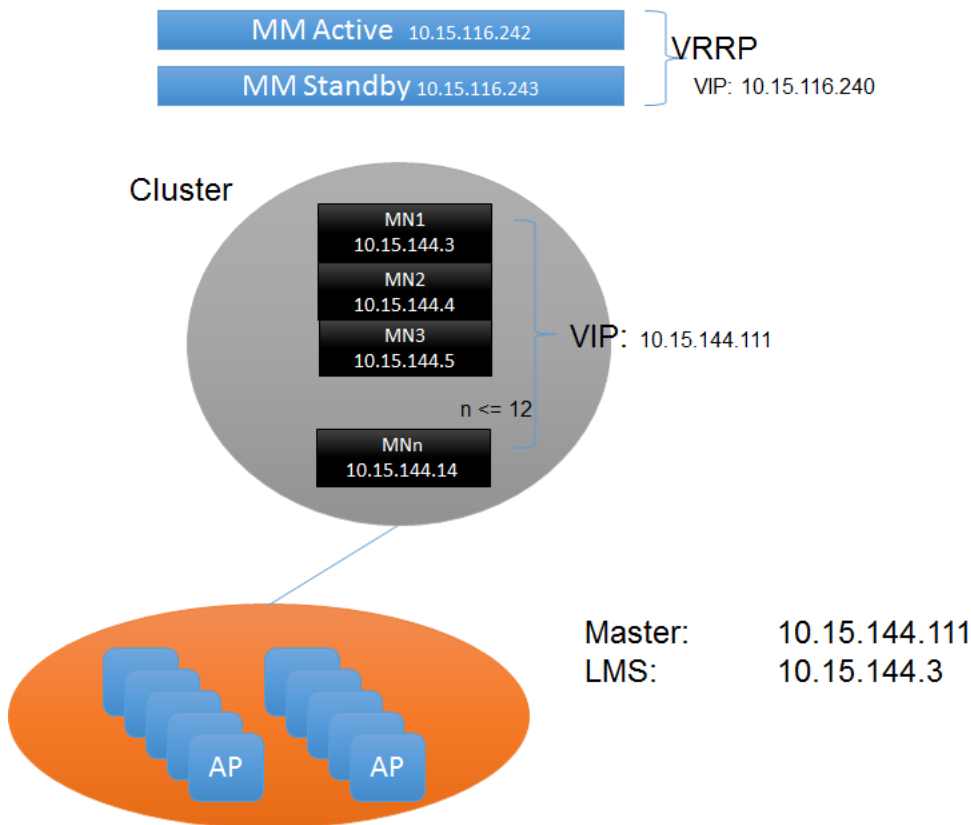 MM Active 10.15.116.242
MM Standby 10.15.116.243
VRRP
VIP: 10.15.116.240
Cluster
MN1
10.15.144.3
MN2
10.15.144.4
MN3
10.15.144.5
VIP: 10.15.144.111
n <= 12
MNn
10.15.144.14
Master: 10.15.144.111
LMS: 10.15.144.3
AP
AP